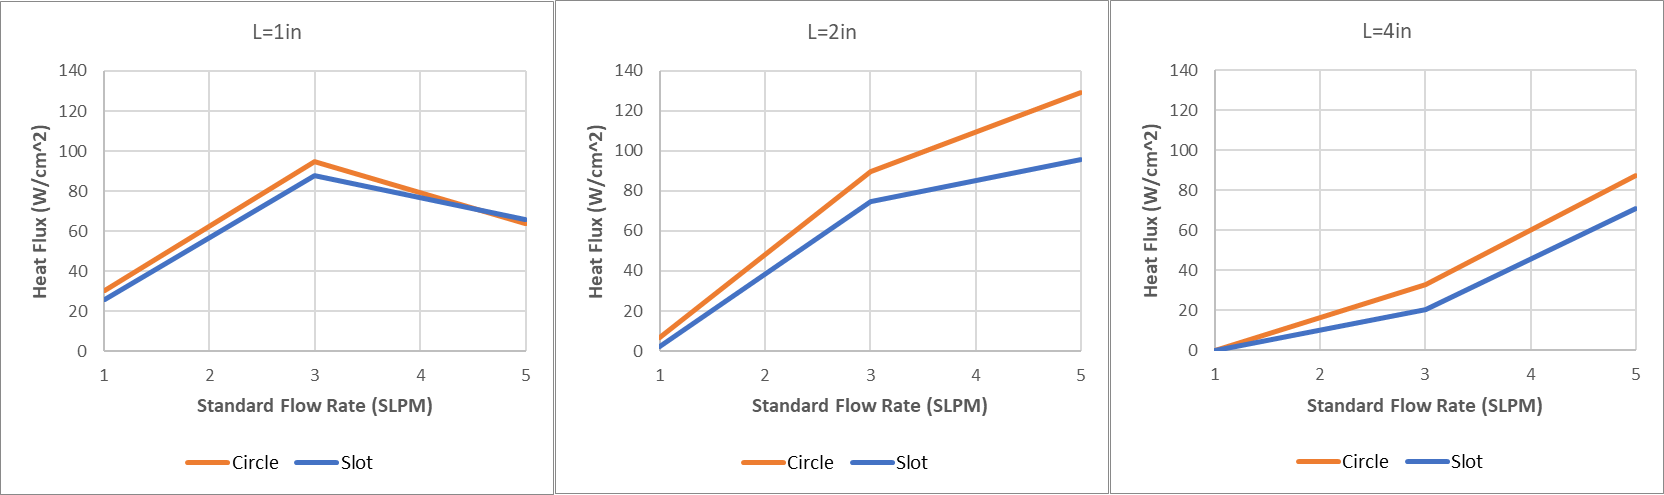 L=1in
Heat Flux (W/cm^2)
140
120
100
80
60
40
20
0
1 2 3 4 5
Standard Flow Rate (SLPM)
Circle Slot
L=2in
Heat Flux (W/cm^2)
140
120
100
80
60
40
20
0
1 2 3 4 5
Standard Flow Rate (SLPM)
Circle Slot
L=4in
Heat Flux (W/cm^2)
140
120
100
80
60
40
20
0
1 2 3 4 5
Standard Flow Rate (SLPM)
Circle Slot